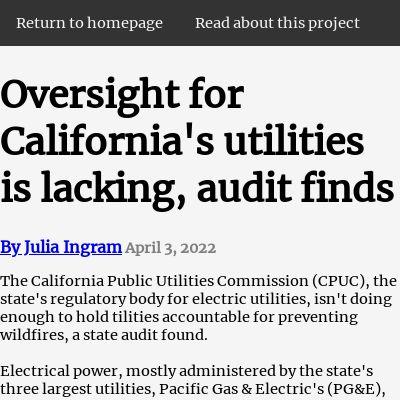 Return to homepage Read about this project
Oversight for
California's utilities
is lacking, audit finds
By Julia Ingram April 3, 2022
The California Public Utilities Commission (CPUC), the
state's regulatory body for electric utilities, isn't doing
enough to hold tilities accountable for preventing
wildfires, a state audit found.
Electrical power, mostly administered by the state's
three largest utilities, Pacific Gas & Electric's (PG&E),